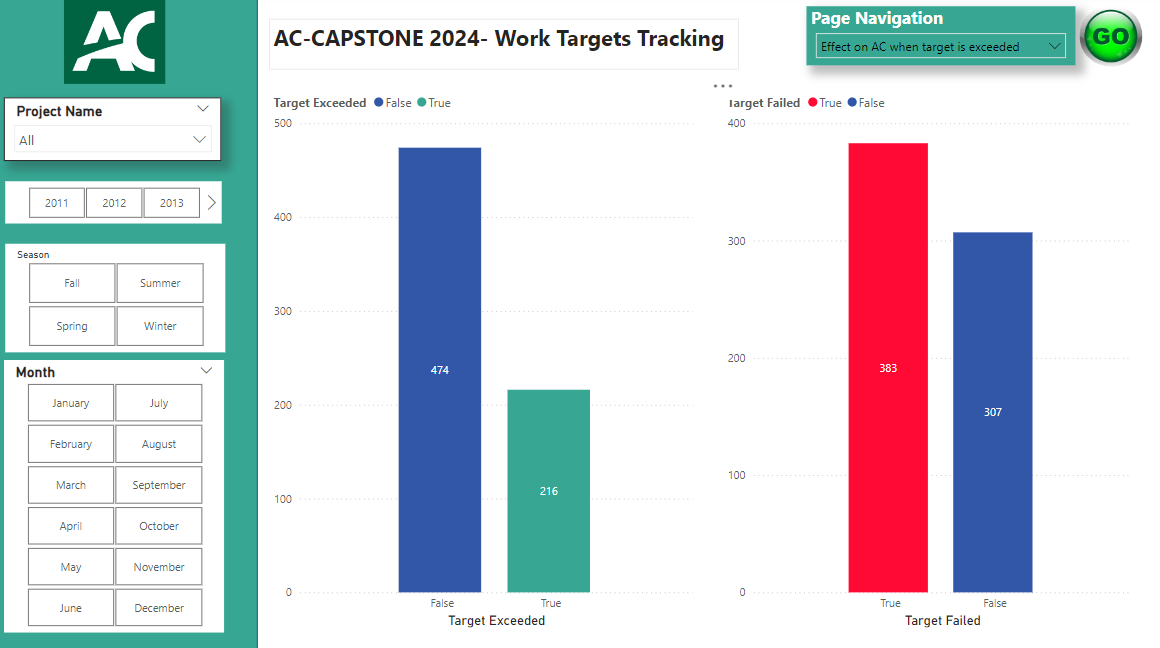 AC
AC-CAPSTONE 2024- Work Targets Tracking
Page Navigation
Effect on AC when target is exceeded
GO
Project Name
All
2011 2012 2013
Season
Fall Summer
Spring Winter
Month
January July
February August
March September
April October
May November
June December
Target Exceeded False True
500
400
300
200
100
0
474
216
False True
Target Exceeded
Target Failed True False
400
300
200
100
0
383
307
True False
Target Failed